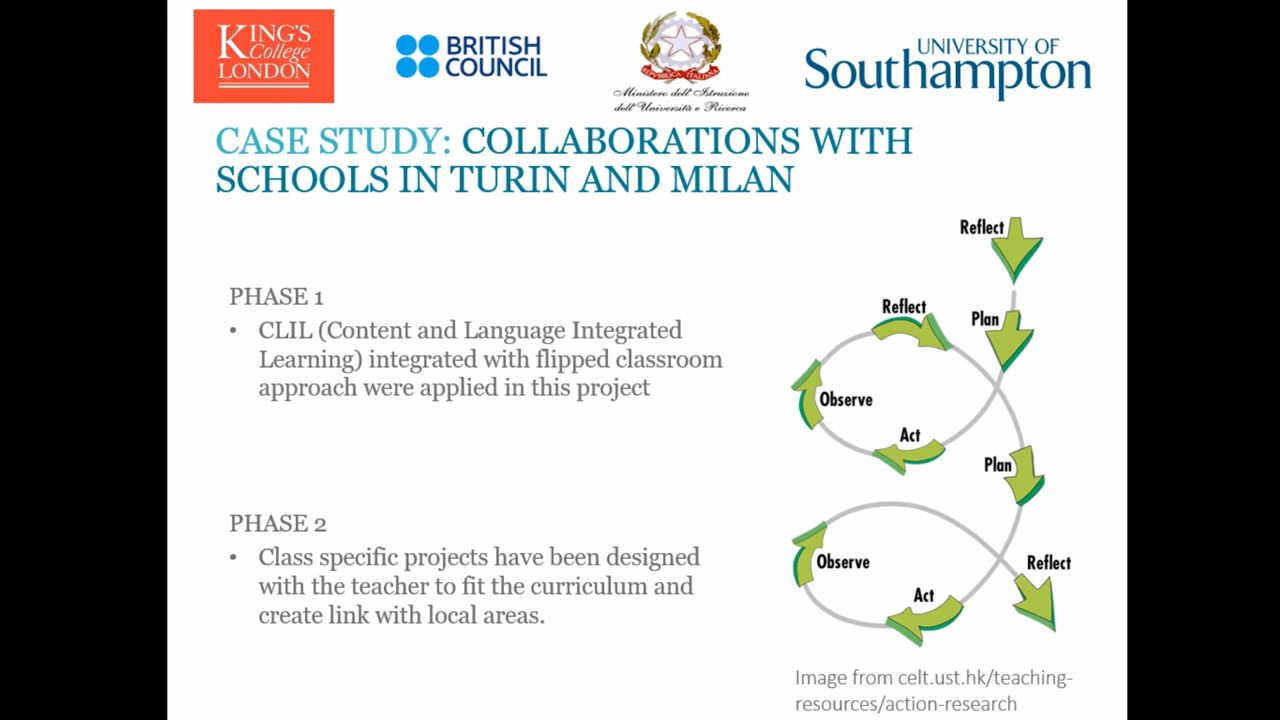 KING'S
College
LONDON
BRITISH
COUNCIL
REPVBBLICA ITALIANA
Ministero dell'Istruzione
dell'Università e Ricerca
UNIVERSITY OF
Southampton
CASE STUDY: COLLABORATIONS WITH
SCHOOLS IN TURIN AND MILAN
PHASE 1
• CLIL (Content and Language Integrated
Learning) integrated with flipped classroom
approach were applied in this project
PHASE 2
• Class specific projects have been designed
with the teacher to fit the curriculum and
create link with local areas.
Reflect
Reflect
Plan
Observe
Act
Plan
Observe
Reflect
Act
Image from celt.ust.hk/teaching-
resources/action-research